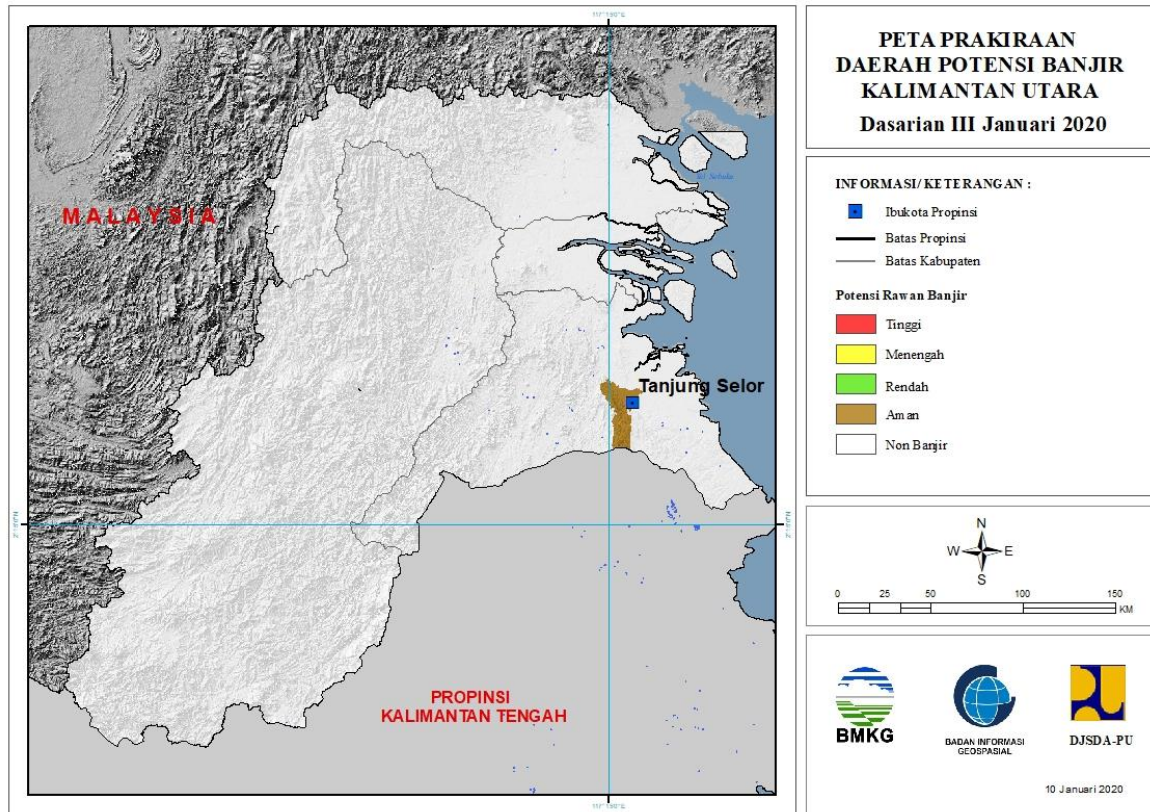 PETA PRAKIRAAN
DAERAH POTENSI BANJIR
KALIMANTAN UTARA
Dasarian III Januari 2020
INFORMASI/ KETERANGAN :
Ibukota Propinsi
Batas Propinsi
Batas Kabupaten
Potensi Rawan Banjir
Tinggi
Menengah
Rendah
Aman
Non Banjir
N
W E
S
0 25 50 100 150
KM
BMKG
BADAN INFORMASI
GEOSPASIAL
DJSDA-PU
10 Januari 2020
MALAYSIA
Tanjung Selor
PROPINSI
KALIMANTAN TENGAH